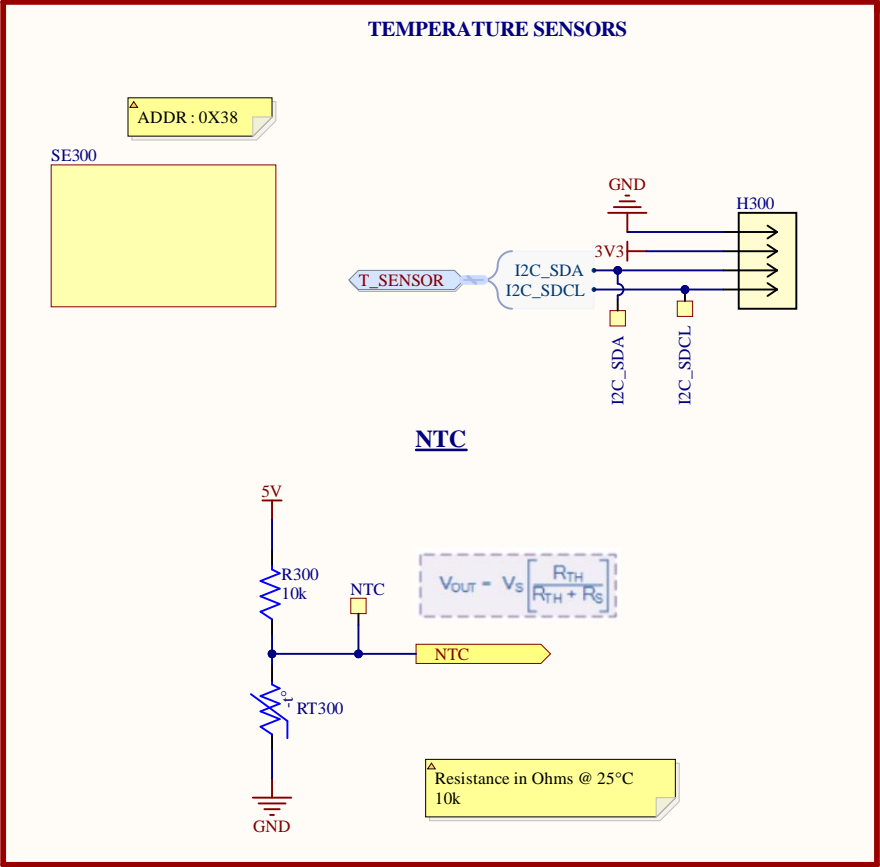 TEMPERATURE SENSORS
ADDR : 0X38
SE300
GND
H300
3V3
T_SENSOR
I2C_SDA
I2C_SDCL
I2C_SDA
I2C_SDCL
NTC
5V
R300
10k
NTC
VOUT = VS [ RTH / RTH + RS ]
NTC
-t°
RT300
Resistance in Ohms @ 25°C
10k
GND